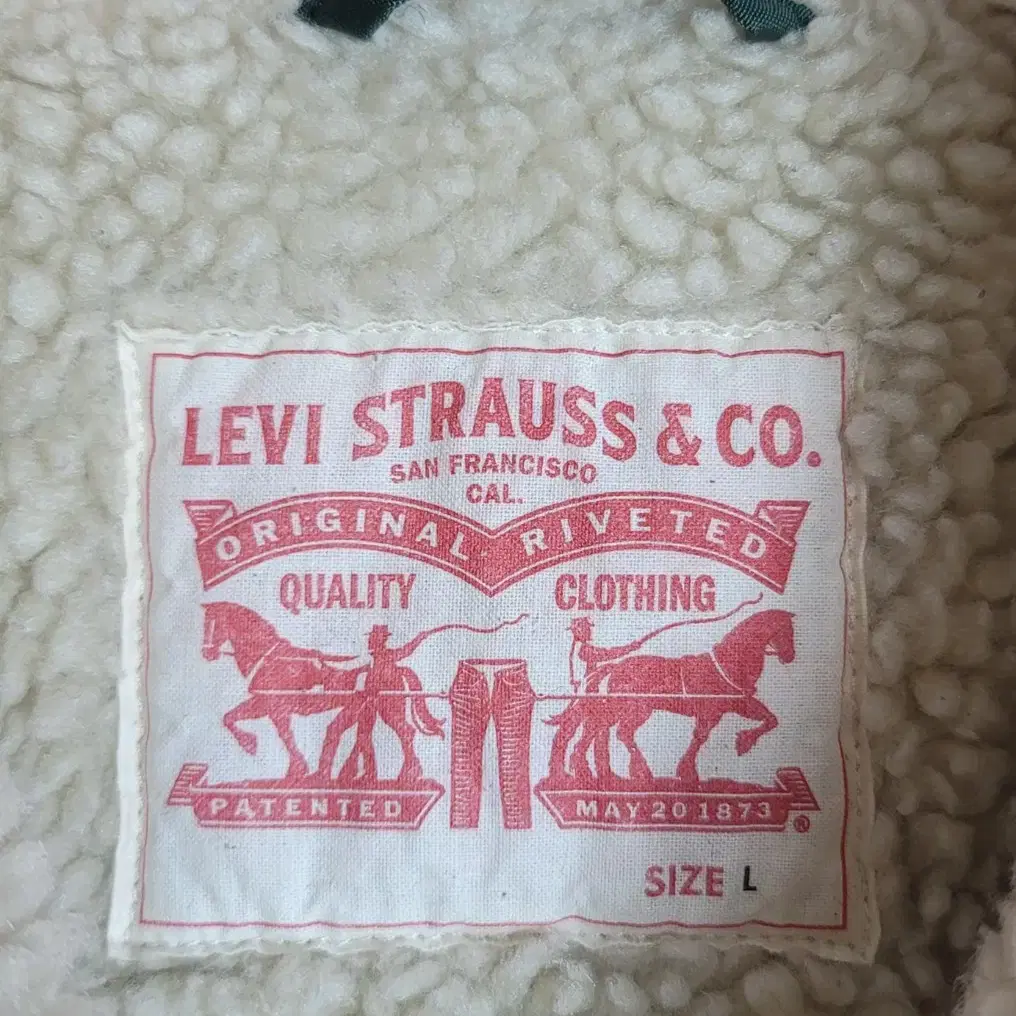 LEVI STRAUSS & CO.
SAN FRANCISCO
CAL.
ORIGINAL RIVETED
QUALITY CLOTHING
PATENTED MAY 20 1873 ®
SIZE L